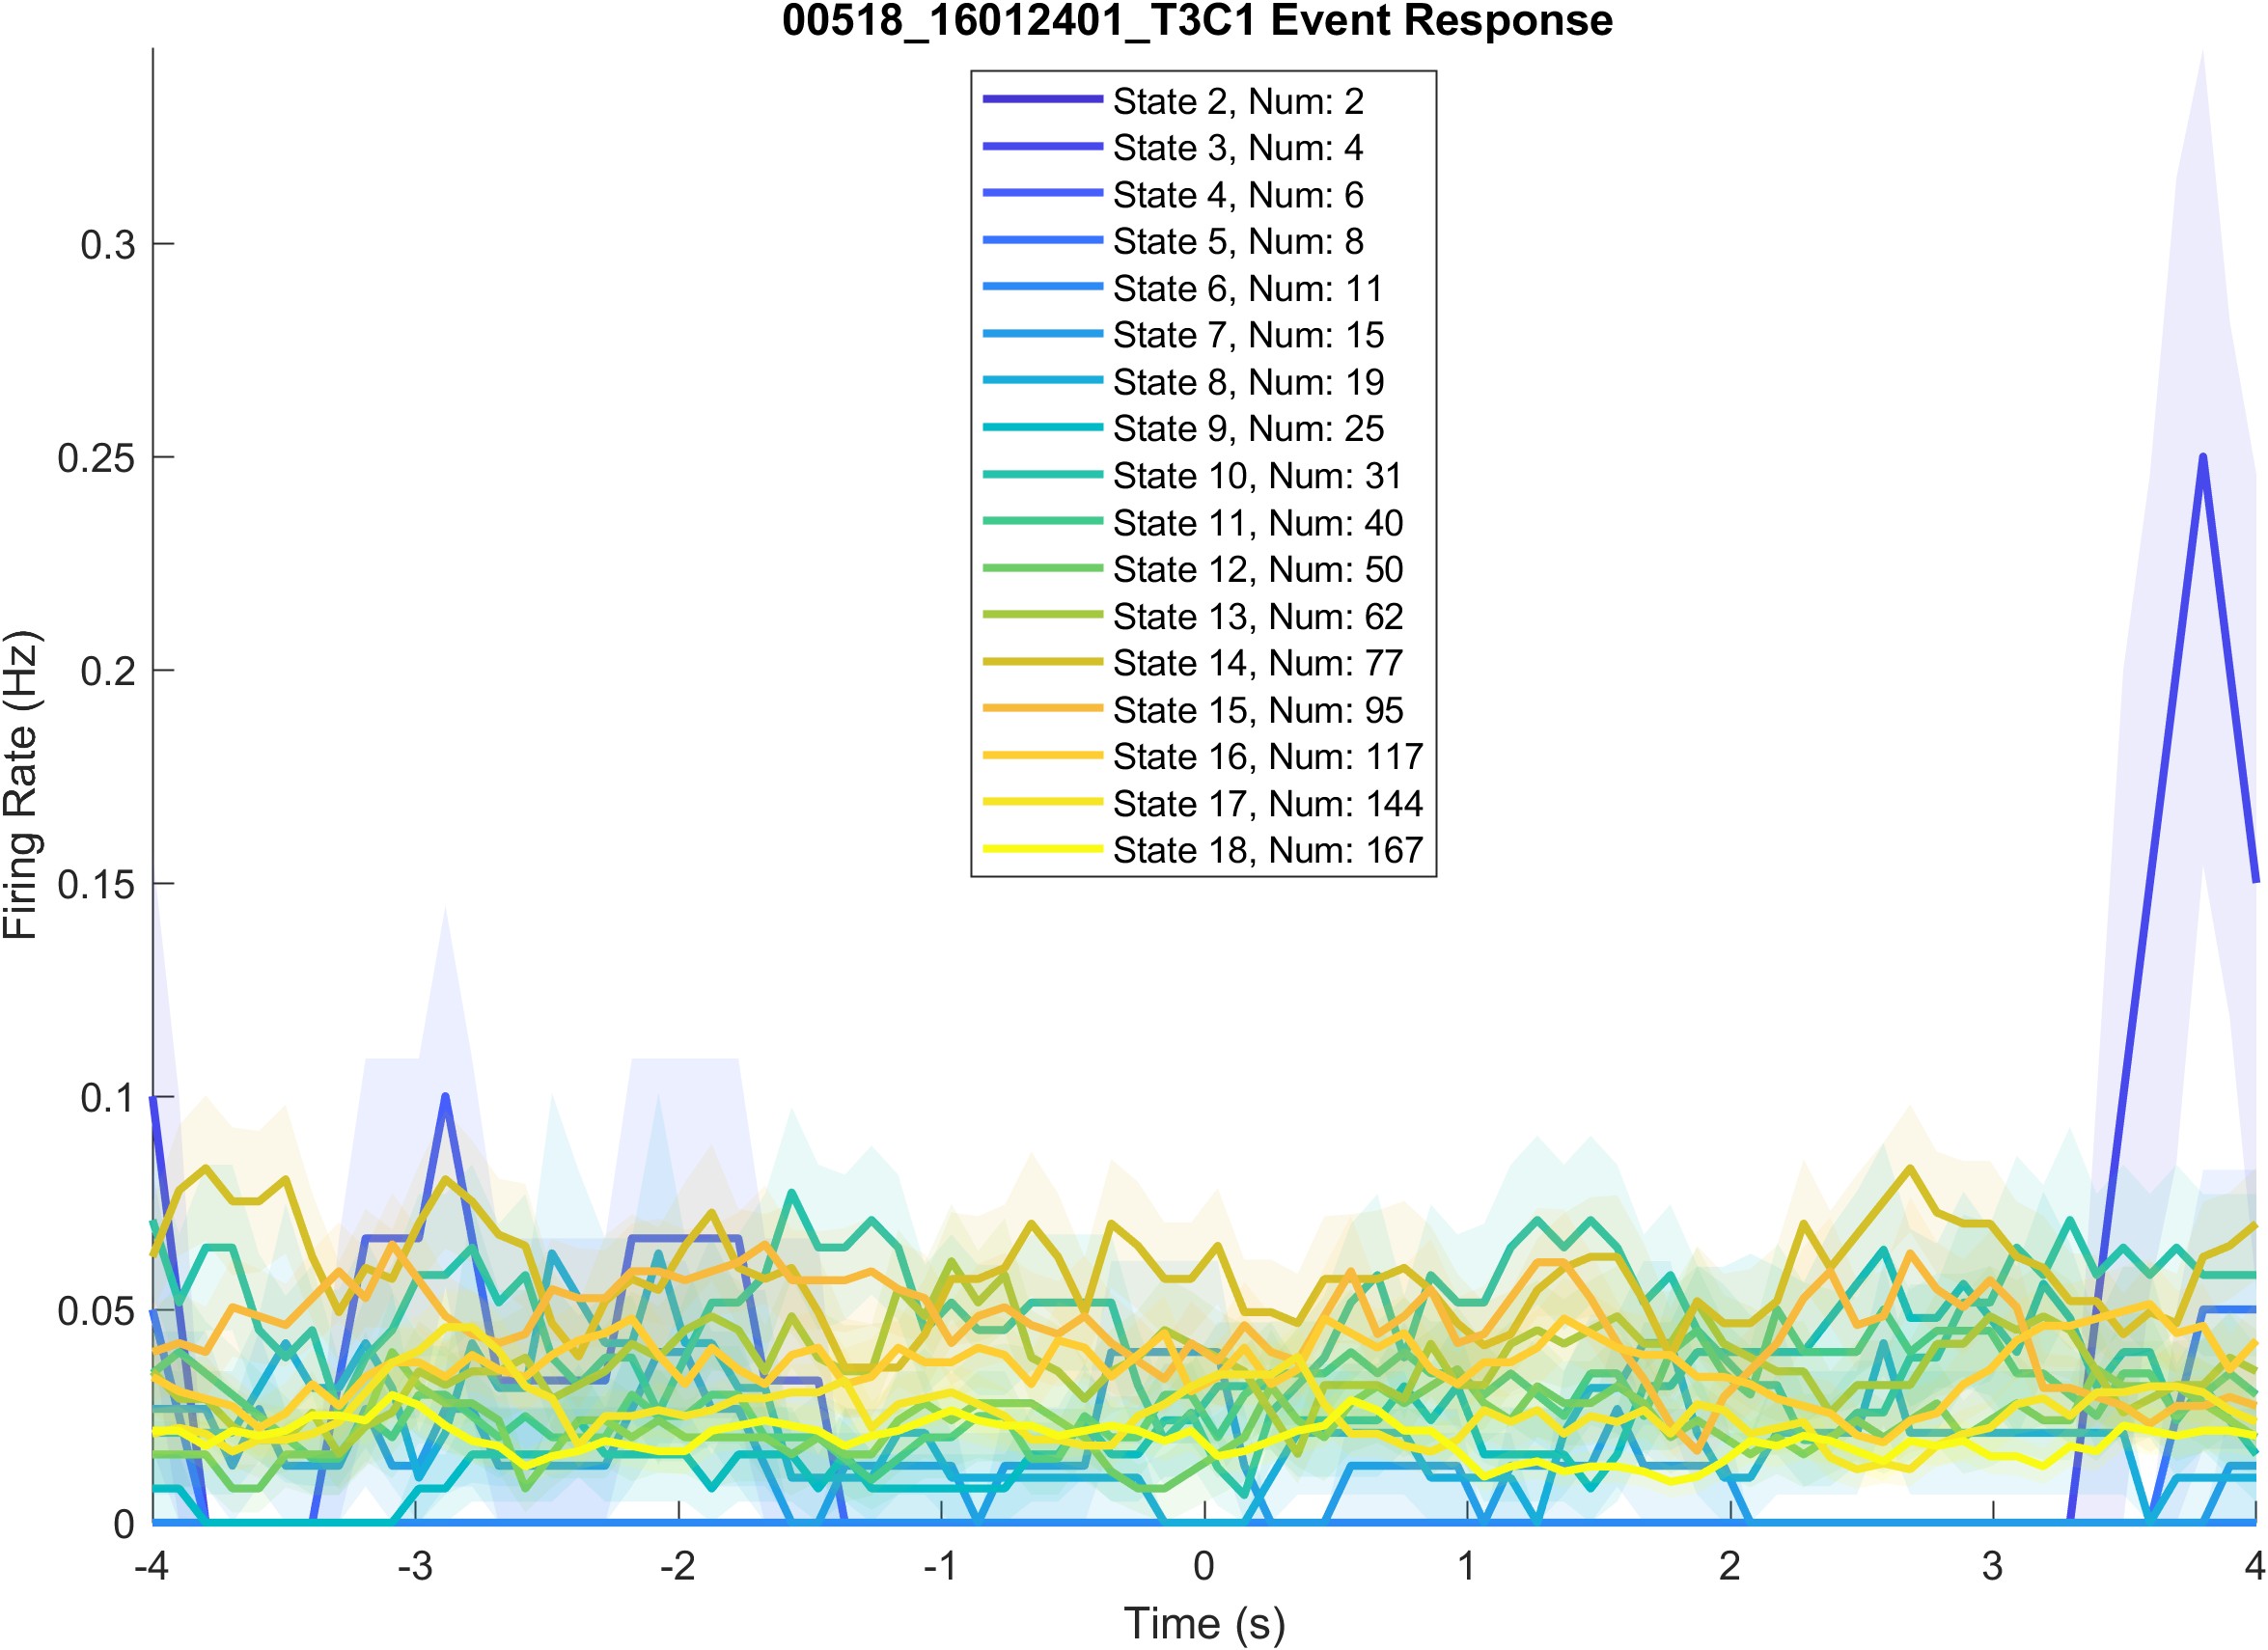 00518_16012401_T3C1 Event Response
State 2, Num: 2
State 3, Num: 4
State 4, Num: 6
State 5, Num: 8
State 6, Num: 11
State 7, Num: 15
State 8, Num: 19
State 9, Num: 25
State 10, Num: 31
State 11, Num: 40
State 12, Num: 50
State 13, Num: 62
State 14, Num: 77
State 15, Num: 95
State 16, Num: 117
State 17, Num: 144
State 18, Num: 167
Firing Rate (Hz)
0.3
0.25
0.2
0.15
0.1
0.05
0
-4 -3 -2 -1 0 1 2 3 4
Time (s)